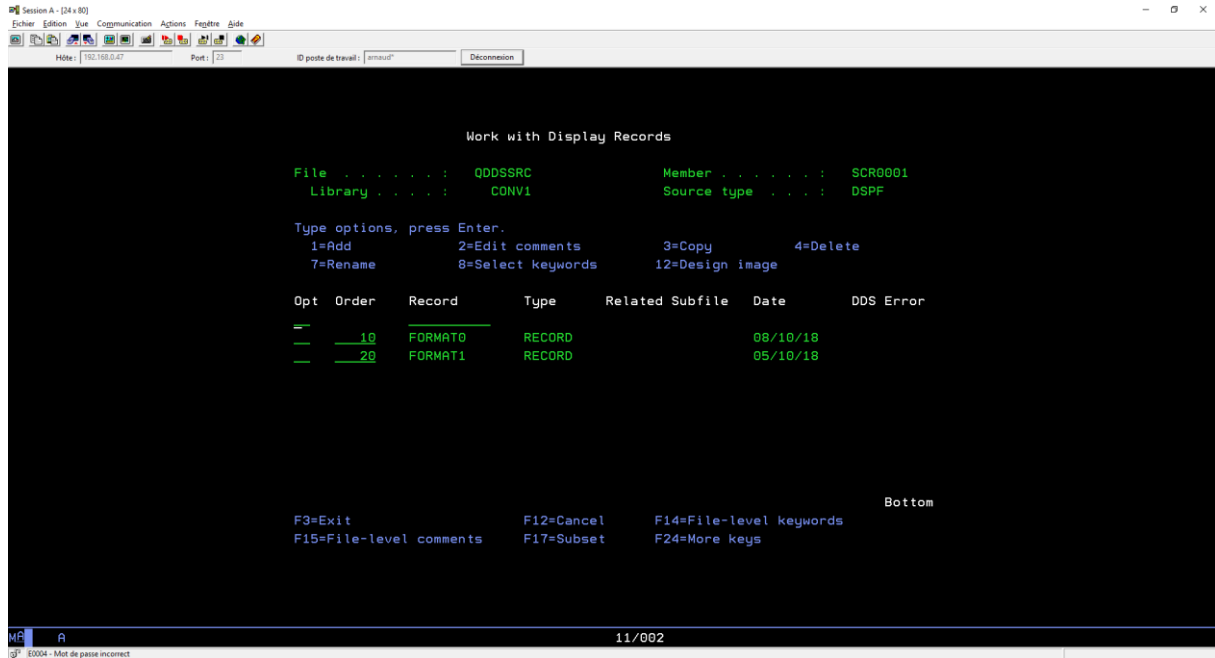 Session A - [24 x 80]
Fichier Edition Vue Communication Actions Fenêtre Aide
Hôte : 192.168.0.47 Port : 23 ID poste de travail : arnaud* Déconnexion
Work with Display Records
File . . . . . . : QDDSSRC Member . . . . . . : SCR0001
Library . . . . : CONV1 Source type . . . : DSPF
Type options, press Enter.
1=Add 2=Edit comments 3=Copy 4=Delete
7=Rename 8=Select keywords 12=Design image
Opt Order Record Type Related Subfile Date DDS Error
10 FORMAT0 RECORD 08/10/18
20 FORMAT1 RECORD 05/10/18
Bottom
F3=Exit F12=Cancel F14=File-level keywords
F15=File-level comments F17=Subset F24=More keys
MA A 11/002
E0004 - Mot de passe incorrect